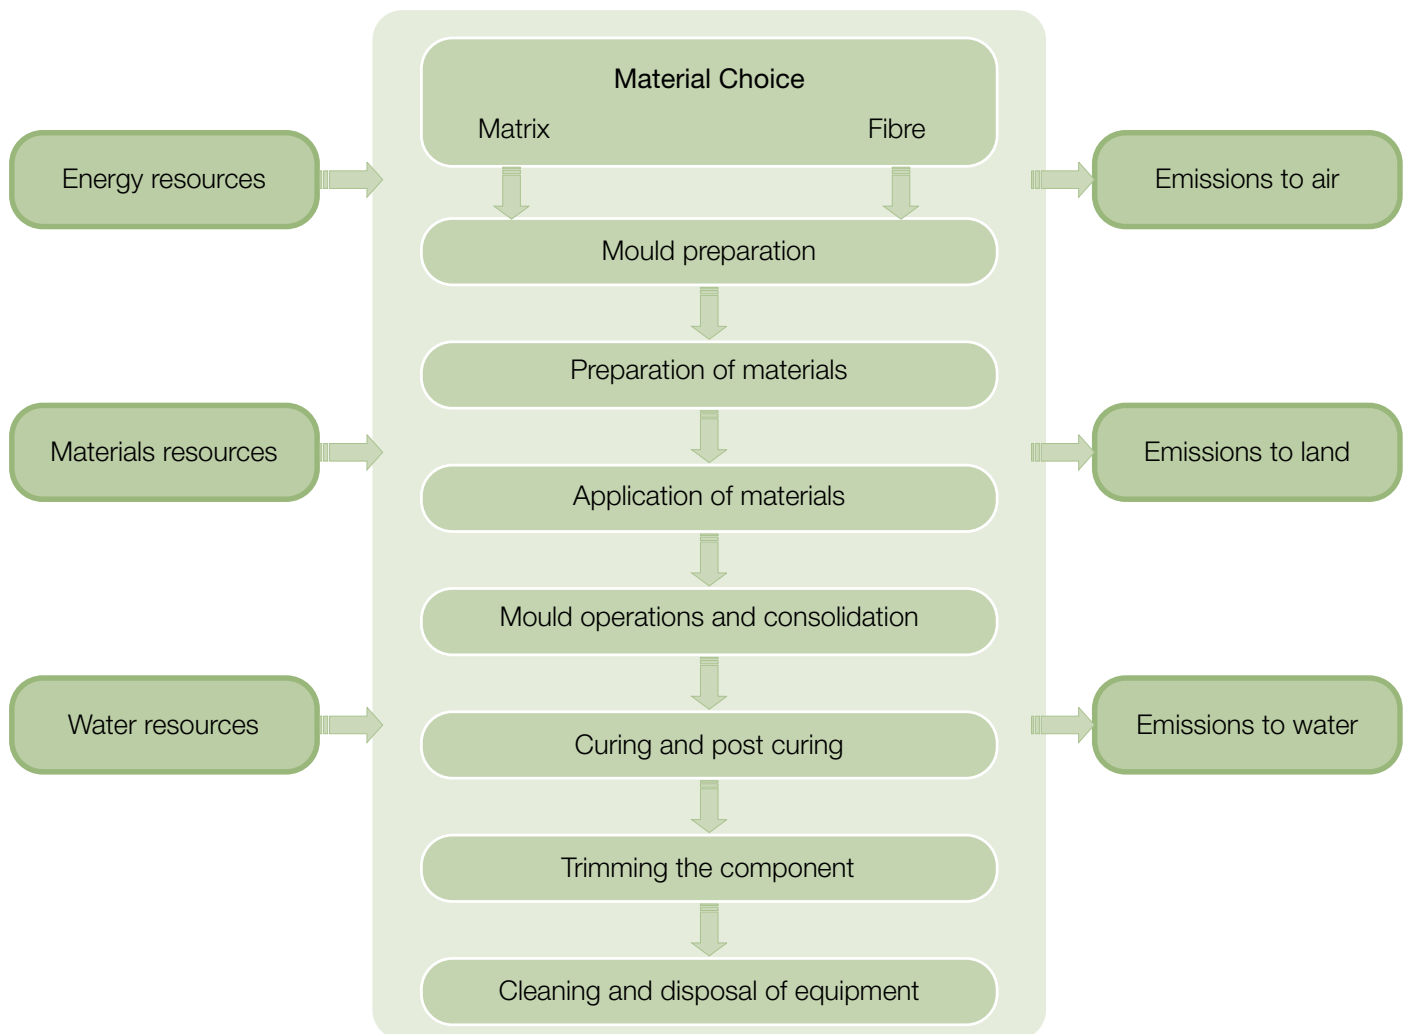 Material Choice
Matrix
Fibre
Energy resources
Emissions to air
Mould preparation
Preparation of materials
Materials resources
Emissions to land
Application of materials
Mould operations and consolidation
Water resources
Emissions to water
Curing and post curing
Trimming the component
Cleaning and disposal of equipment